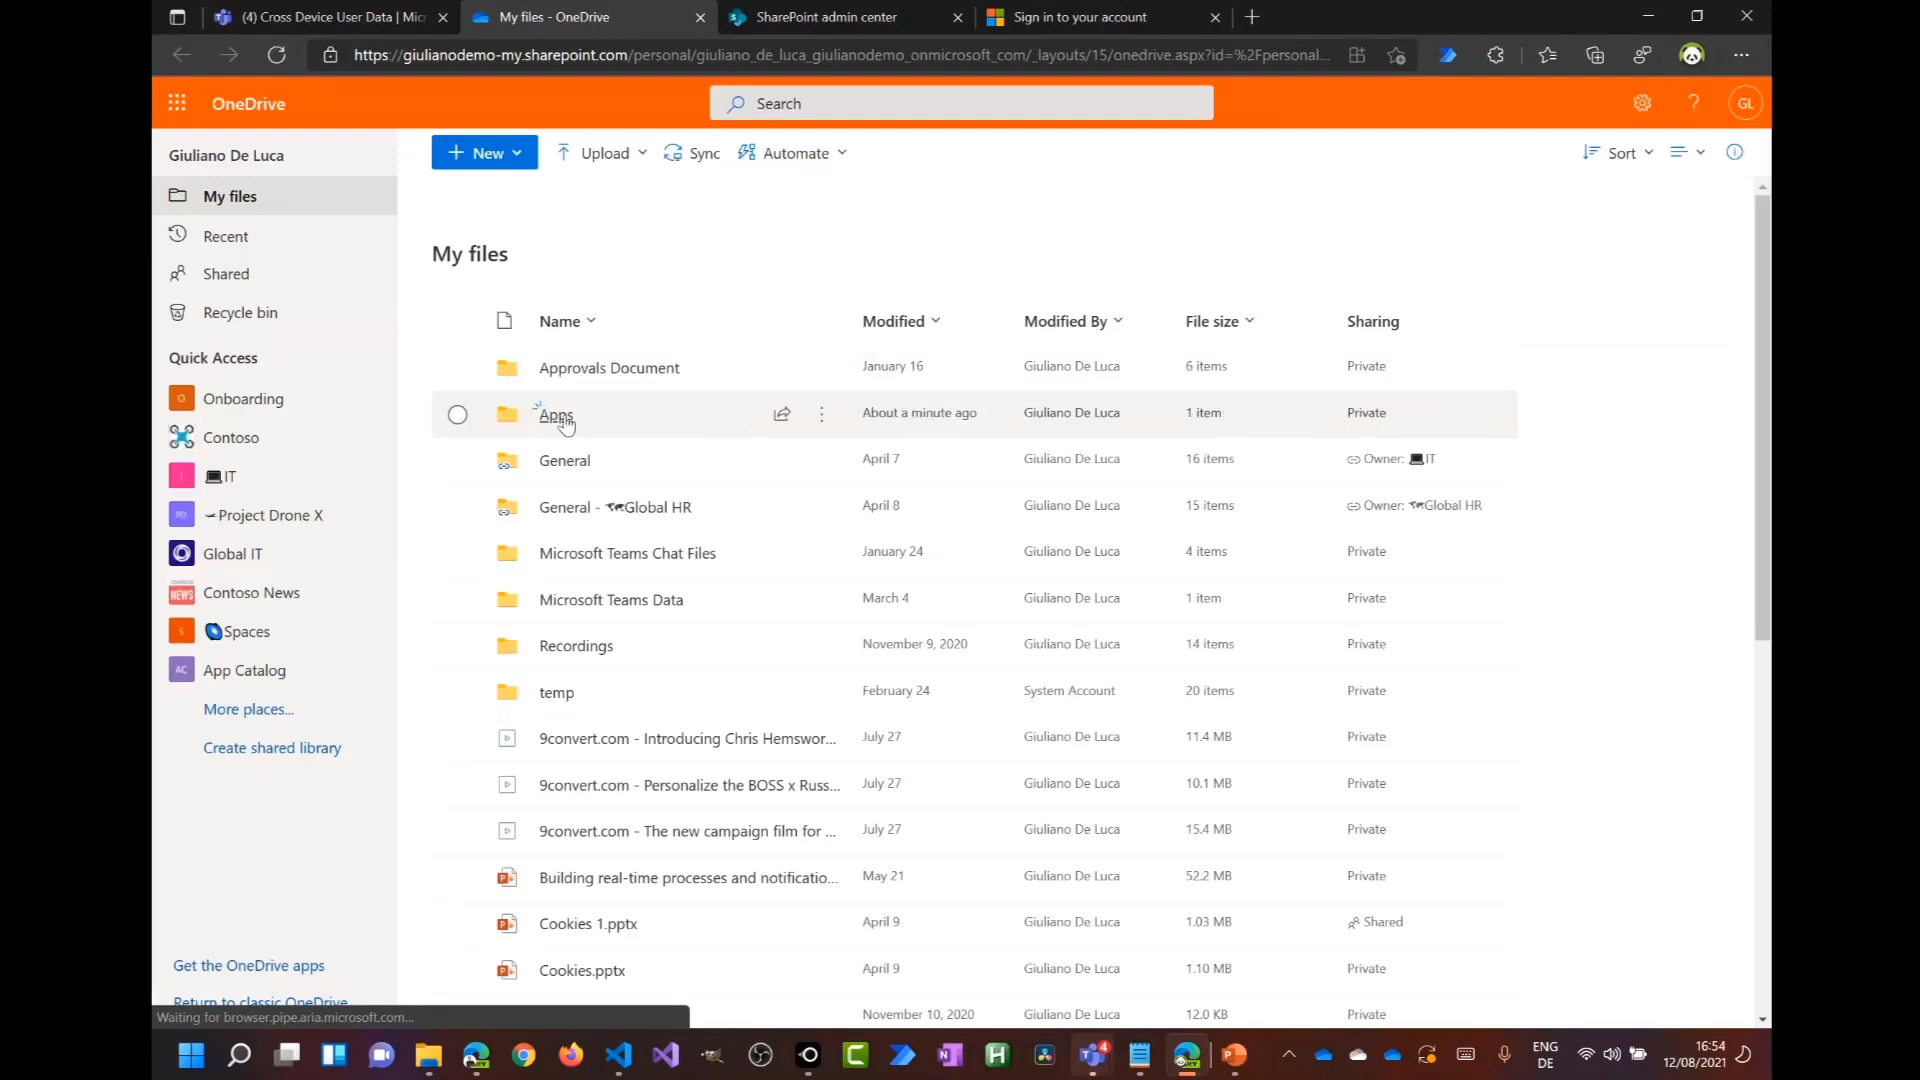 (4) Cross Device User Data | Micr
My files - OneDrive
SharePoint admin center
Sign in to your account
https://giulianodemo-my.sharepoint.com/personal/giuliano_de_luca_giulianodemo_onmicrosoft_com/_layouts/15/onedrive.aspx?id=%2Fpersonal...
OneDrive
Search
GL
Giuliano De Luca
New
Upload
Sync
Automate
Sort
My files
Recent
Shared
Recycle bin
Quick Access
O Onboarding
Contoso
IT
PD Project Drone X
Global IT
NEWS Contoso News
S Spaces
AC App Catalog
More places...
Create shared library
Get the OneDrive apps
Return to classic OneDrive
Waiting for browser.pipe.aria.microsoft.com...
My files
Name Modified Modified By File size Sharing
Approvals Document January 16 Giuliano De Luca 6 items Private
Apps About a minute ago Giuliano De Luca 1 item Private
General April 7 Giuliano De Luca 16 items Owner: IT
General - Global HR April 8 Giuliano De Luca 15 items Owner: Global HR
Microsoft Teams Chat Files January 24 Giuliano De Luca 4 items Private
Microsoft Teams Data March 4 Giuliano De Luca 1 item Private
Recordings November 9, 2020 Giuliano De Luca 14 items Private
temp February 24 System Account 20 items Private
9convert.com - Introducing Chris Hemswor... July 27 Giuliano De Luca 11.4 MB Private
9convert.com - Personalize the BOSS x Russ... July 27 Giuliano De Luca 10.1 MB Private
9convert.com - The new campaign film for ... July 27 Giuliano De Luca 15.4 MB Private
Building real-time processes and notificatio... May 21 Giuliano De Luca 52.2 MB Private
Cookies 1.pptx April 9 Giuliano De Luca 1.03 MB Shared
Cookies.pptx April 9 Giuliano De Luca 1.10 MB Private
November 10, 2020 Giuliano De Luca 12.0 KB Private
ENG
DE
16:54
12/08/2021